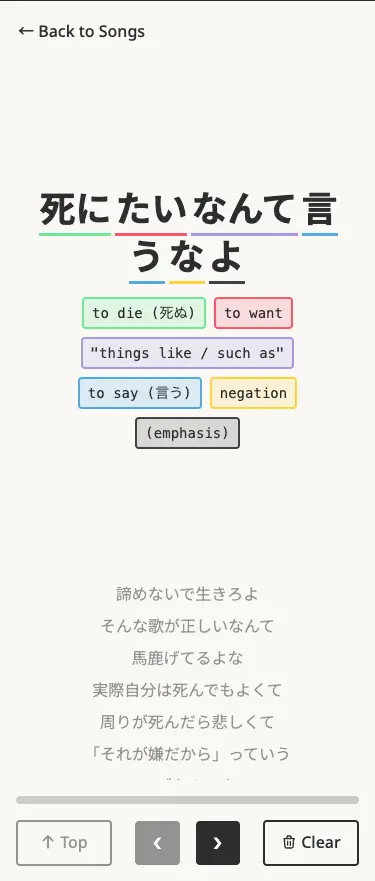 ← Back to Songs
死にたいなんて言
うなよ
to die (死ぬ) to want
"things like / such as"
to say (言う) negation
(emphasis)
諦めないで生きろよ
そんな歌が正しいなんて
馬鹿げてるよな
実際自分は死んでもよくて
周りが死んだら悲しくて
「それが嫌だから」っていう
↑ Top ‹ › Clear